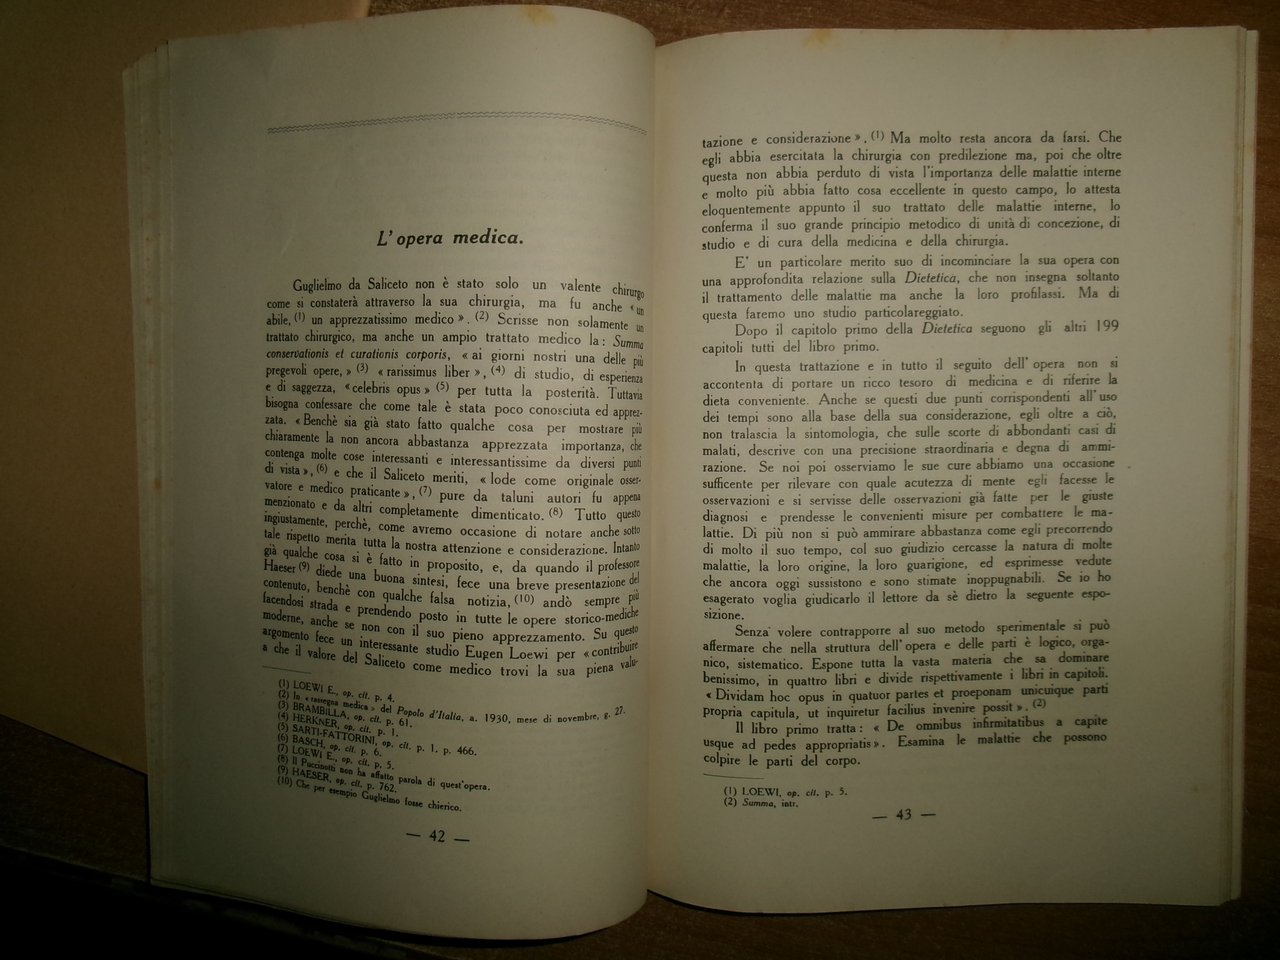 L'opera medica.
Guglielmo da Saliceto non è stato solo un valente chirurgo
come si constaterà attraverso la sua chirurgia, ma fu anche « un
abile, (1) un apprezzatissimo medico ». (2) Scrisse non solamente un
trattato chirurgico, ma anche un ampio trattato medico la: Summa
conservationis et curationis corporis, « ai giorni nostri una delle più
pregevoli opere, » (3) « rarissimus liber », (4) di studio, di esperienza
e di saggezza, « celebris opus » (5) per tutta la posterità. Tuttavia
bisogna confessare che come tale è stata poco conosciuta ed apprez-
zata. « Benchè sia già stato fatto qualche cosa per mostrare più
chiaramente la non ancora abbastanza apprezzata importanza, che
contenga molte cose interessanti e interessantissime da diversi punti
di vista », (6) e che il Saliceto meriti, « lode come originale osser-
vatore e medico praticante », (7) pure da taluni autori fu appena
menzionato e da altri completamente dimenticato. (8) Tutto questo
ingiustamente, perchè, come avremo occasione di notare anche sotto
tale rispetto merita tutta la nostra attenzione e considerazione. Intanto
già qualche cosa si è fatto in proposito, e, da quando il professore
Haeser (9) diede una buona sintesi, fece una breve presentazione del
contenuto, benchè con qualche falsa notizia, (10) andò sempre più
facendosi strada e prendendo posto in tutte le opere storico-mediche
moderne, anche se non con il suo pieno apprezzamento. Su questo
argomento fece un interessante studio Eugen Loewi per « contribuire
a che il valore del Saliceto come medico trovi la sua piena valu-
(1) LOEWI E., op. cit. p. 4.
(2) In « rassegna medica » del Popolo d'Italia, a. 1930, mese di novembre, g. 27.
(3) BRAMBILLA, op. cit. p. 61.
(4) HERKNER, op. cit. p. 1.
(5) SARTI-FATTORINI, op. cit. p. 1, p. 466.
(6) BASCH, op. cit. p. 6.
(7) LOEWI E., op. cit. p. 5.
(8) Il Puccinotti non ha affatto parola di quest'opera.
(9) HAESER, op. cit. p. 762.
(10) Che per esempio Guglielmo fosse chierico.
— 42 —
tazione e considerazione ». (1) Ma molto resta ancora da farsi. Che
egli abbia esercitata la chirurgia con predilezione ma, poi che oltre
questa non abbia perduto di vista l'importanza delle malattie interne
e molto più abbia fatto cosa eccellente in questo campo, lo attesta
eloquentemente appunto il suo trattato delle malattie interne, lo
conferma il suo grande principio metodico di unità di concezione, di
studio e di cura della medicina e della chirurgia.
E' un particolare merito suo di incominciare la sua opera con
una approfondita relazione sulla Dietetica, che non insegna soltanto
il trattamento delle malattie ma anche la loro profilassi. Ma di
questa faremo uno studio particolareggiato.
Dopo il capitolo primo della Dietetica seguono gli altri 199
capitoli tutti del libro primo.
In questa trattazione e in tutto il seguito dell'opera non si
accontenta di portare un ricco tesoro di medicina e di riferire la
dieta conveniente. Anche se questi due punti corrispondenti all'uso
dei tempi sono alla base della sua considerazione, egli oltre a ciò,
non tralascia la sintomologia, che sulle scorte di abbondanti casi di
malati, descrive con una precisione straordinaria e degna di ammi-
razione. Se noi poi osserviamo le sue cure abbiamo una occasione
sufficente per rilevare con quale acutezza di mente egli facesse le
osservazioni e si servisse delle osservazioni già fatte per le giuste
diagnosi e prendesse le convenienti misure per combattere le ma-
lattie. Di più non si può ammirare abbastanza come egli precorrendo
di molto il suo tempo, col suo giudizio cercasse la natura di molte
malattie, la loro origine, la loro guarigione, ed esprimesse vedute
che ancora oggi sussistono e sono stimate inoppugnabili. Se io ho
esagerato voglia giudicarlo il lettore da sè dietro la seguente espo-
sizione.
Senza volere contrapporre al suo metodo sperimentale si può
affermare che nella struttura dell'opera e delle parti è logico, orga-
nico, sistematico. Espone tutta la vasta materia che sa dominare
benissimo, in quattro libri e divide rispettivamente i libri in capitoli.
« Dividam hoc opus in quatuor partes et proeponam unicuique parti
propria capitula, ut inquiretur facilius invenire possit ». (2)
Il libro primo tratta: « De omnibus infirmitatibus a capite
usque ad pedes appropriatis ». Esamina le malattie che possono
colpire le parti del corpo.
(1) LOEWI, op. cit. p. 5.
(2) Summa, intr.
— 43 —